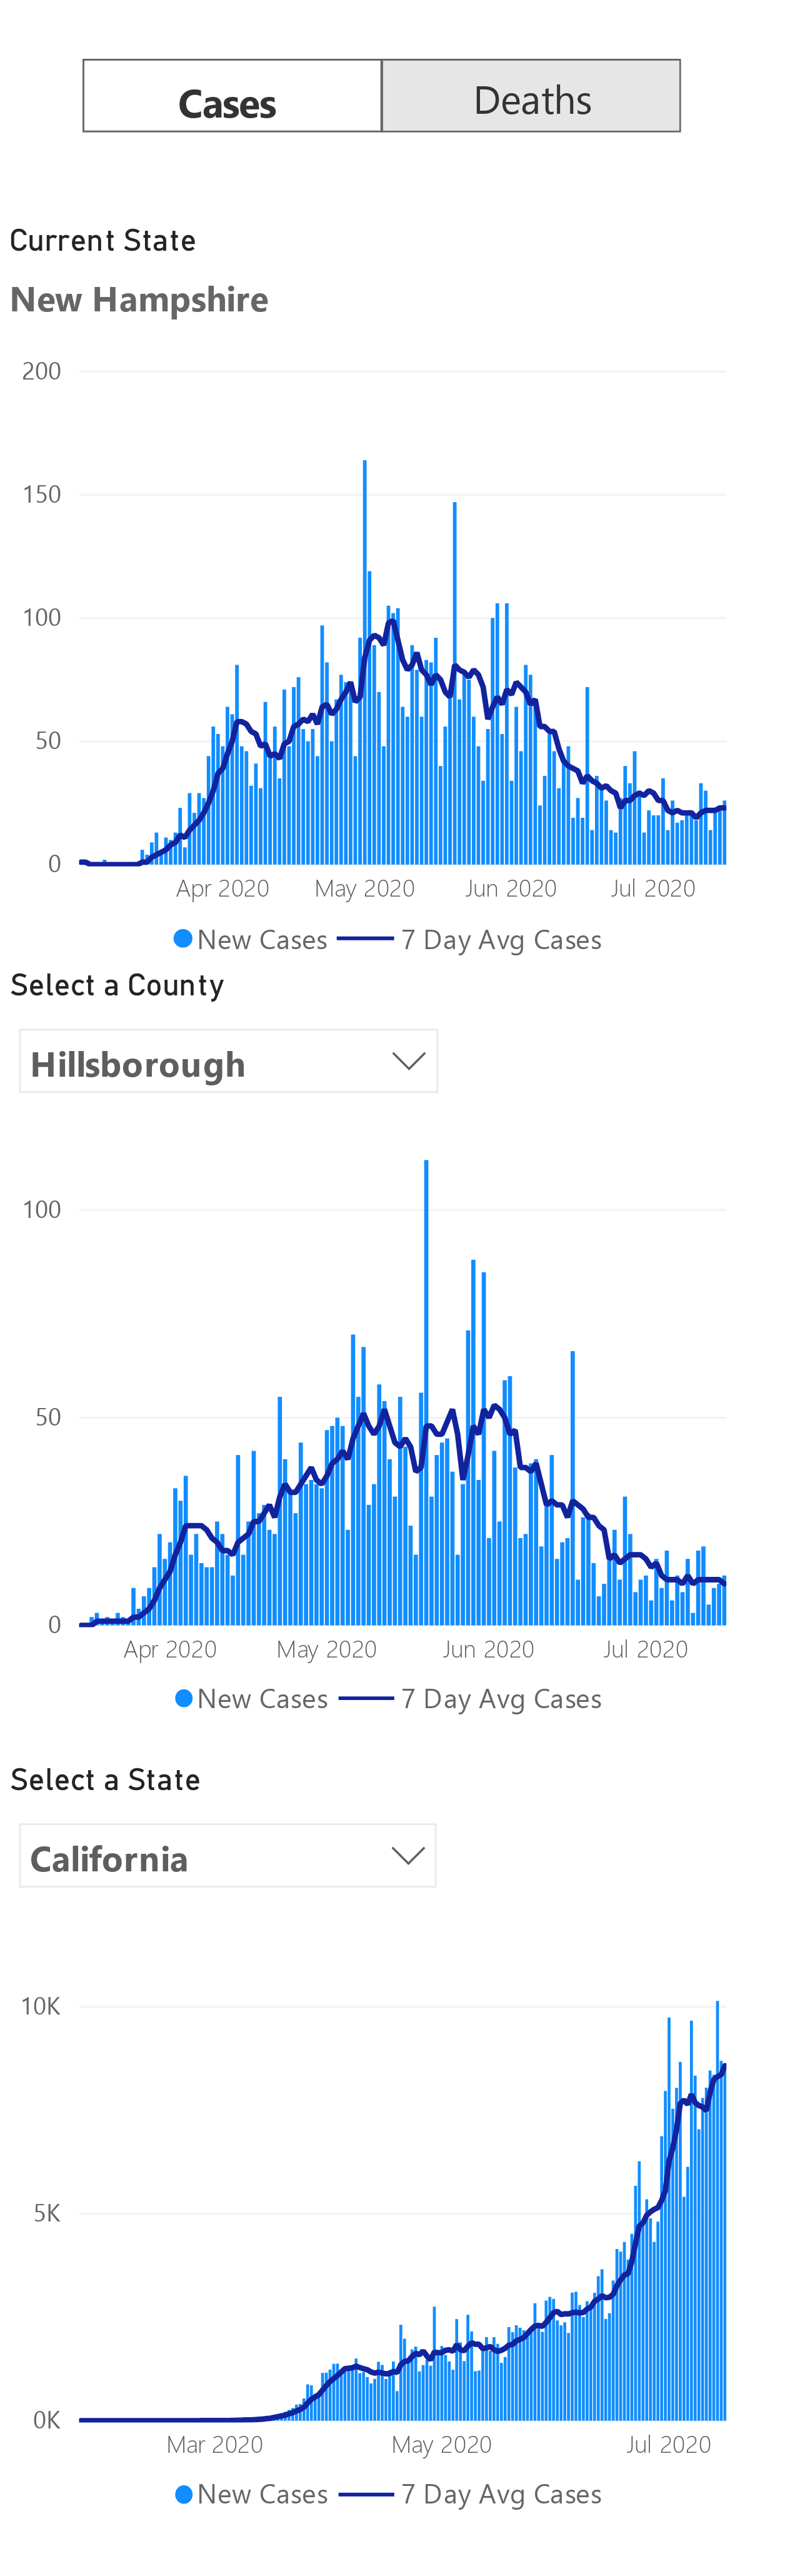 Cases
Deaths
Current State
New Hampshire
200
150
100
50
0
Apr 2020 May 2020 Jun 2020 Jul 2020
New Cases 7 Day Avg Cases
Select a County
Hillsborough
100
50
0
Apr 2020 May 2020 Jun 2020 Jul 2020
New Cases 7 Day Avg Cases
Select a State
California
10K
5K
0K
Mar 2020 May 2020 Jul 2020
New Cases 7 Day Avg Cases